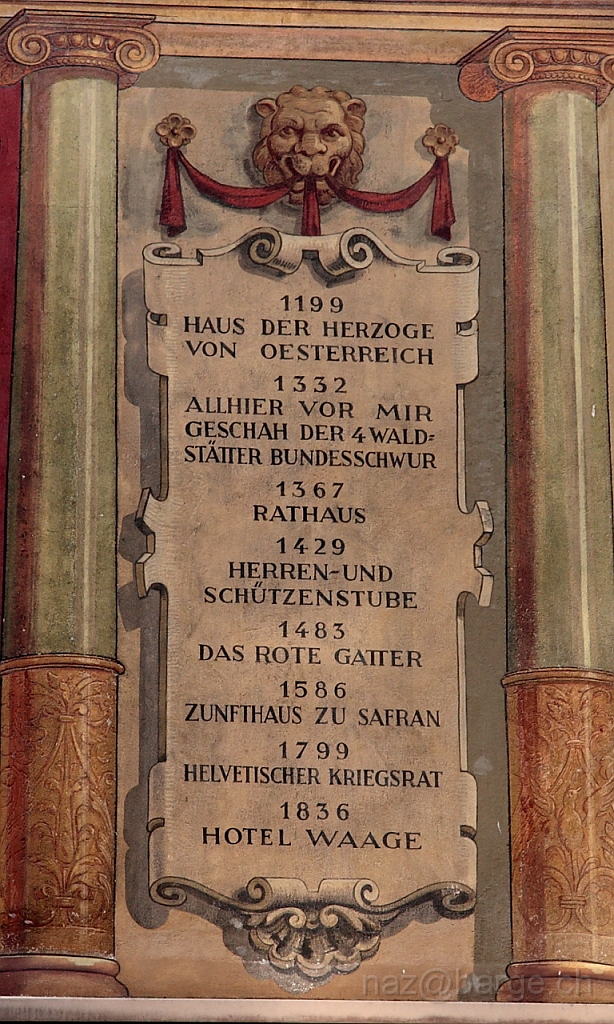 1199
HAUS DER HERZOGE
VON OESTERREICH
1332
ALLHIER VOR MIR
GESCHAH DER 4 WALD=
STÄTTER BUNDESSCHWUR
1367
RATHAUS
1429
HERREN-UND
SCHÜTZENSTUBE
1483
DAS ROTE GATTER
1586
ZUNFTHAUS ZU SAFRAN
1799
HELVETISCHER KRIEGSRAT
1836
HOTEL WAAGE
naz@barge.ch